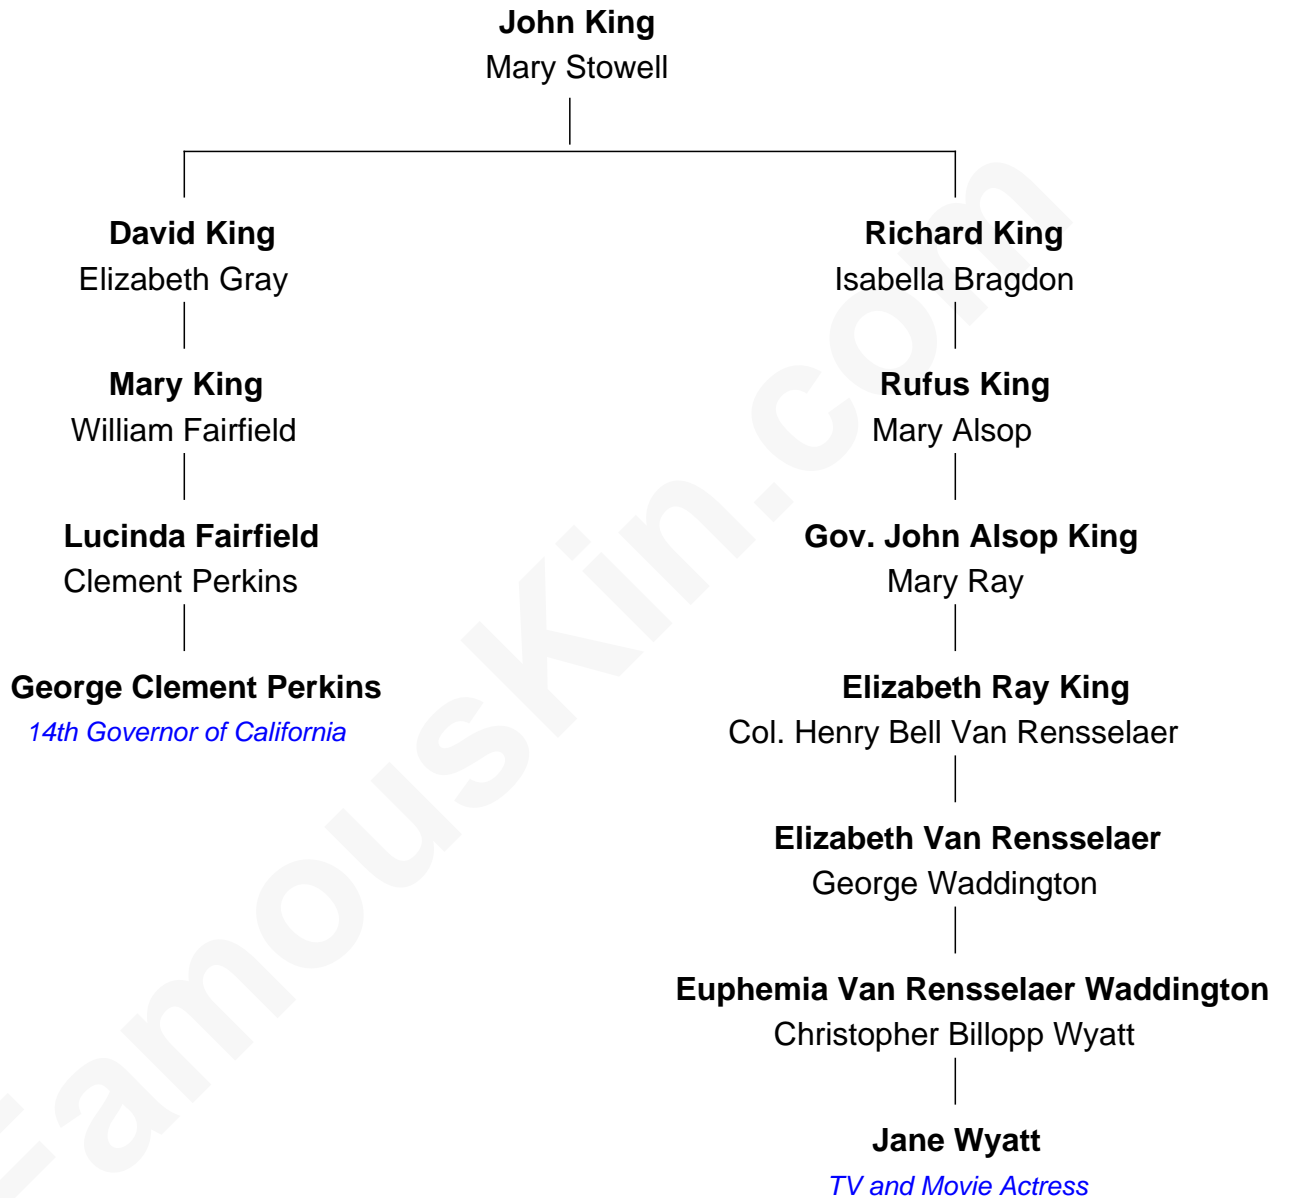 John King
Mary Stowell
David King
Elizabeth Gray
Richard King
Isabella Bragdon
Mary King
William Fairfield
Rufus King
Mary Alsop
Lucinda Fairfield
Clement Perkins
Gov. John Alsop King
Mary Ray
George Clement Perkins
14th Governor of California
Elizabeth Ray King
Col. Henry Bell Van Rensselaer
Elizabeth Van Rensselaer
George Waddington
Euphemia Van Rensselaer Waddington
Christopher Billopp Wyatt
Jane Wyatt
TV and Movie Actress
FamousKin.com